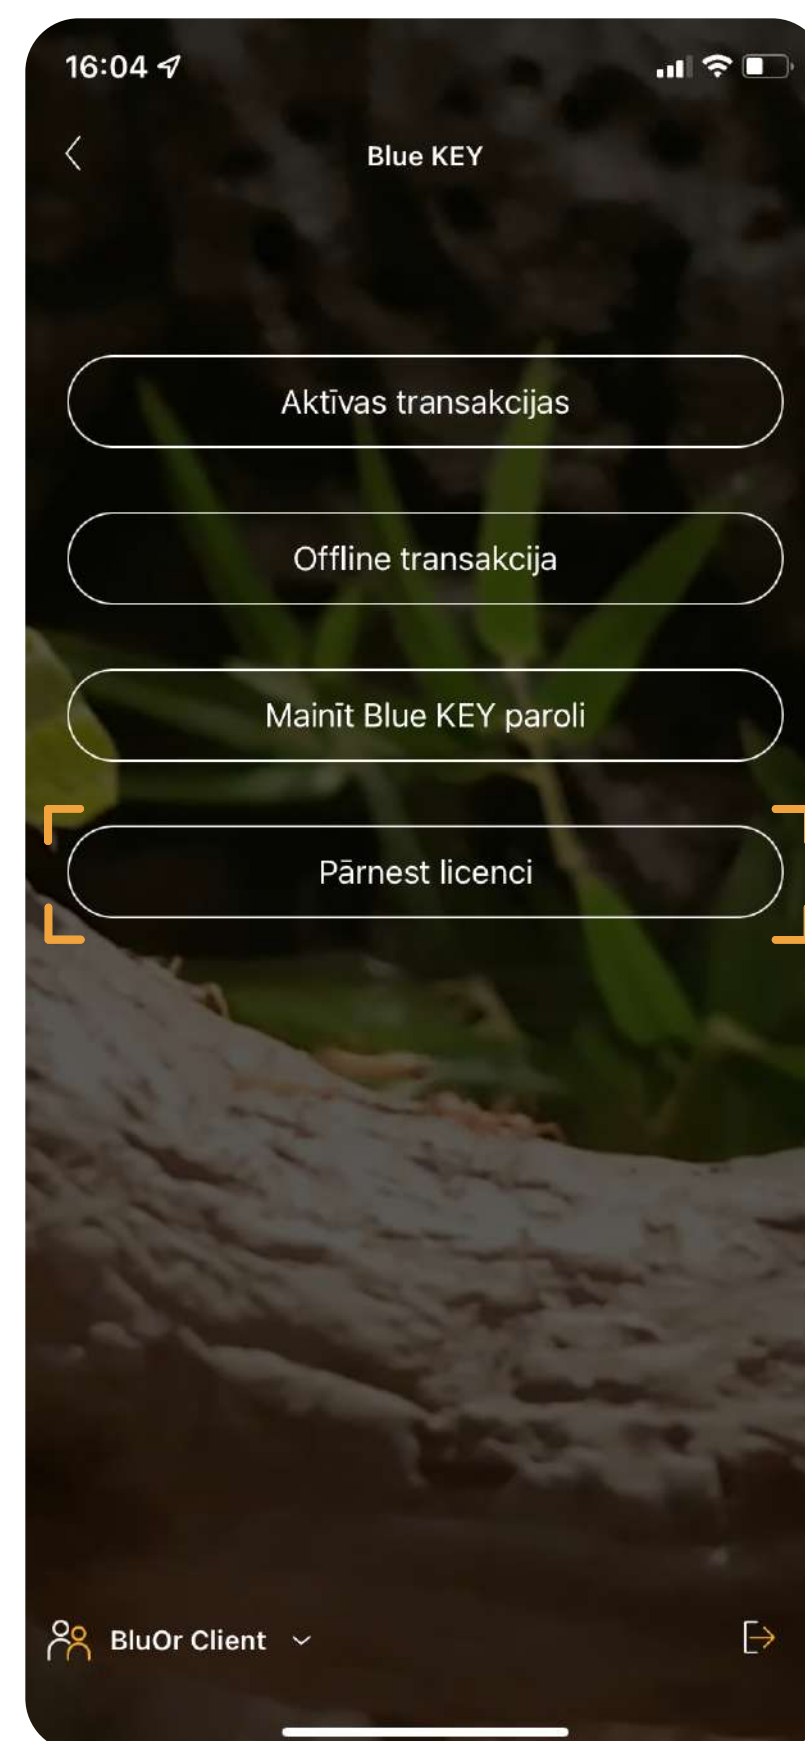 16:04
Blue KEY
Aktīvas transakcijas
Offline transakcija
Mainīt Blue KEY paroli
Pārnest licenci
BluOr Client